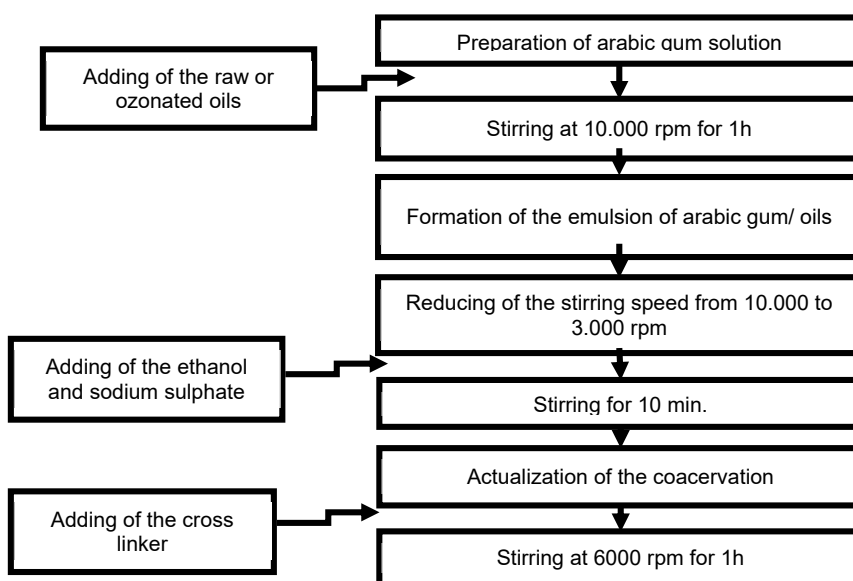 Preparation of arabic gum solution
Adding of the raw or
ozonated oils
Stirring at 10.000 rpm for 1h
Formation of the emulsion of arabic gum/ oils
Reducing of the stirring speed from 10.000 to
3.000 rpm
Adding of the ethanol
and sodium sulphate
Stirring for 10 min.
Actualization of the coacervation
Adding of the cross
linker
Stirring at 6000 rpm for 1h